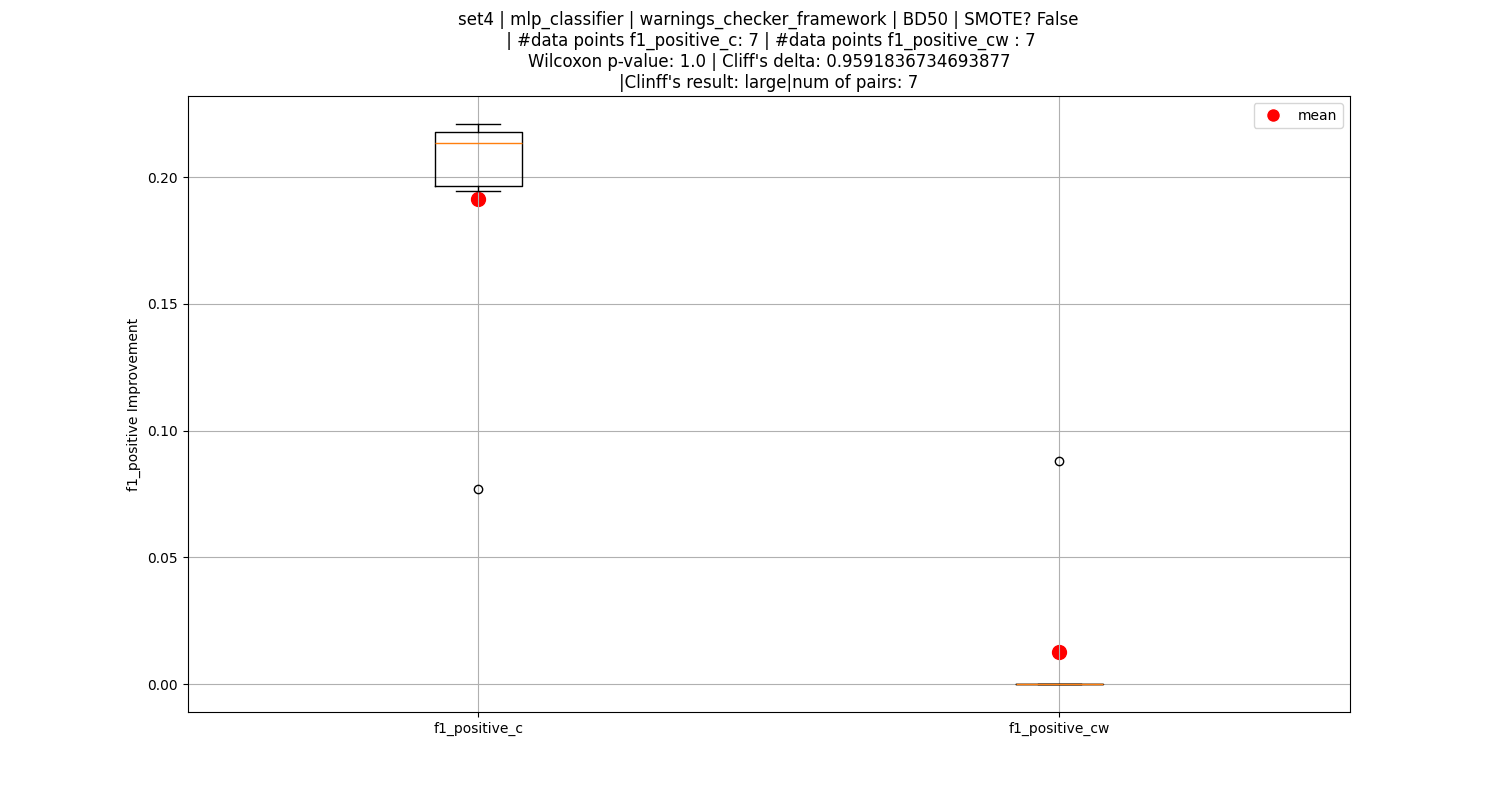 set4 | mlp_classifier | warnings_checker_framework | BD50 | SMOTE? False
| #data points f1_positive_c: 7 | #data points f1_positive_cw : 7
Wilcoxon p-value: 1.0 | Cliff's delta: 0.9591836734693877
|Clinff's result: large|num of pairs: 7
mean
0.20
0.15
0.10
0.05
0.00
f1_positive Improvement
f1_positive_c
f1_positive_cw